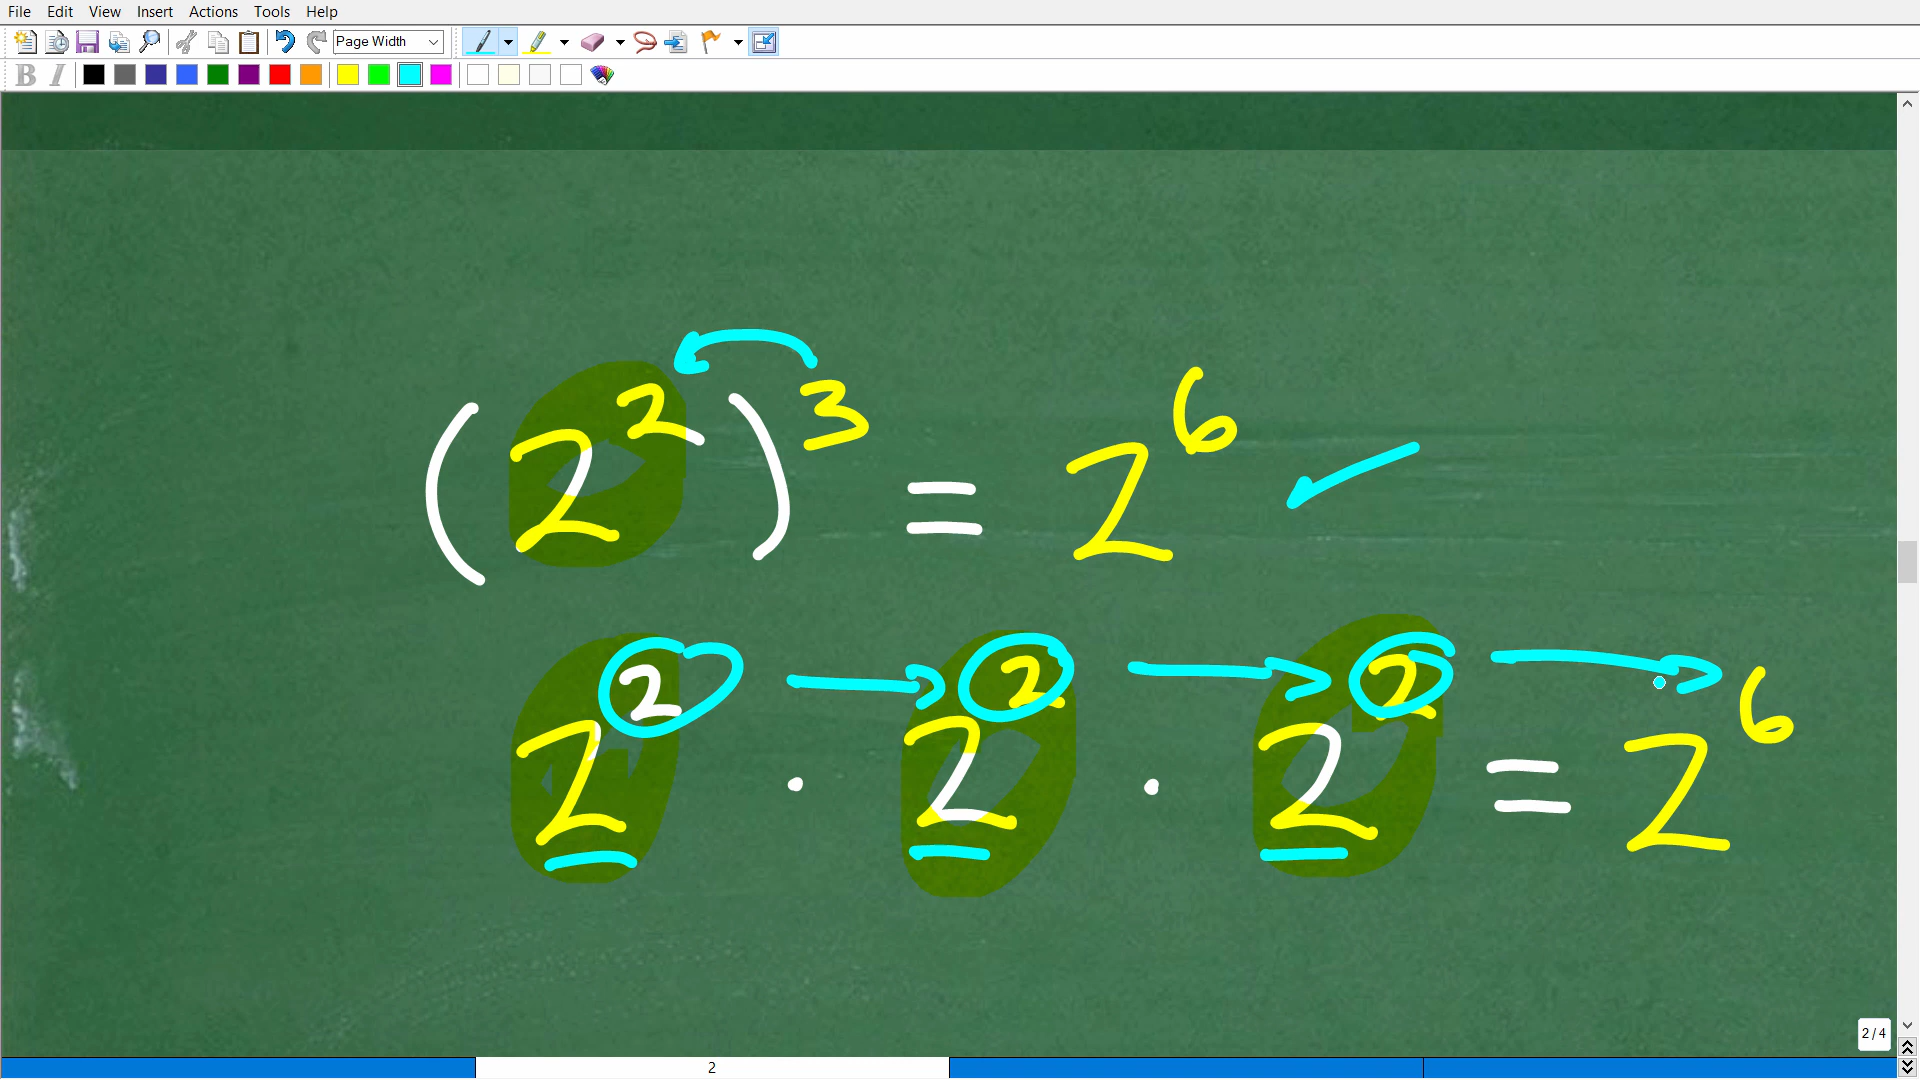 File Edit View Insert Actions Tools Help
Page Width
B I
(2²)³ = 2⁶
2² · 2² · 2² = 2⁶
2 / 4
2